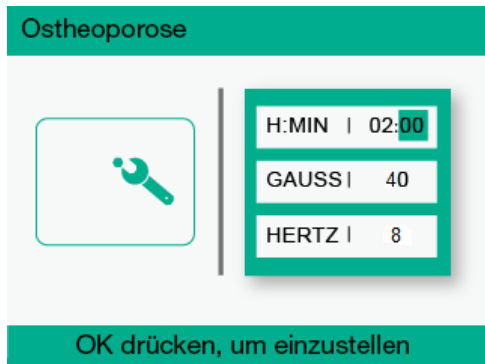 Ostheoporose
H:MIN | 02:00
GAUSS | 40
HERTZ | 8
OK drücken, um einzustellen